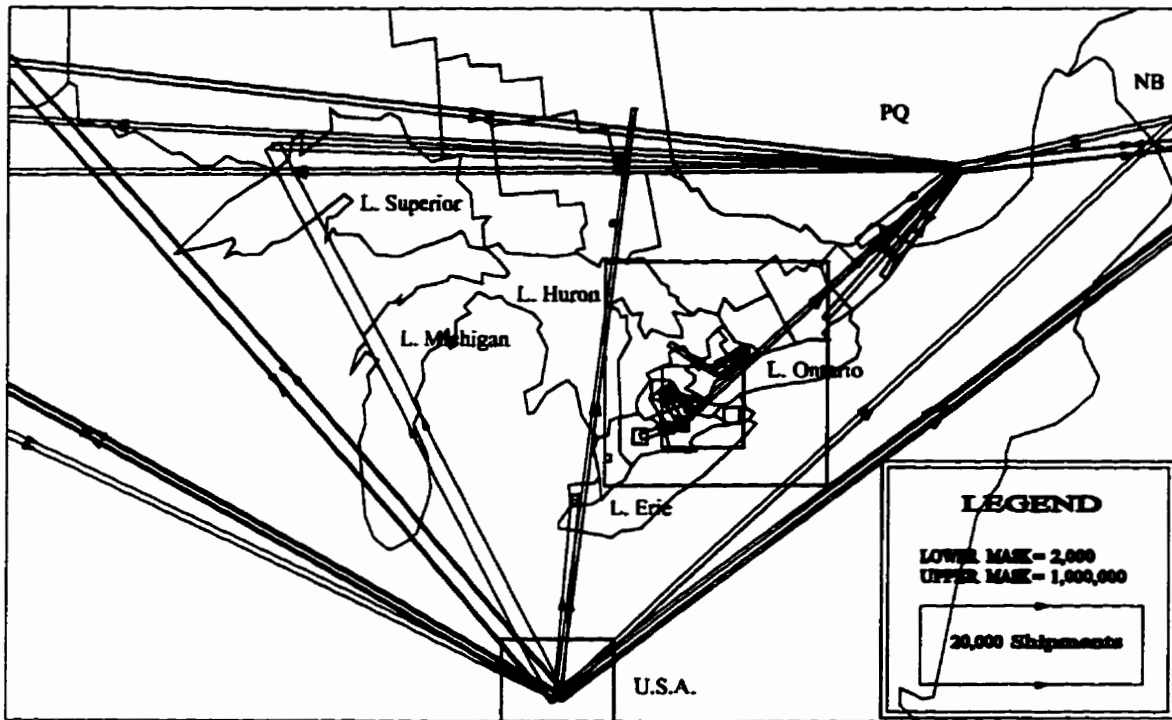 NB
PQ
L. Superior
L. Huron
L. Michigan
L. Ontario
L. Erie
LEGEND
LOWER MASK = 2,000
UPPER MASK = 1,000,000
20,000 Shipments
U.S.A.